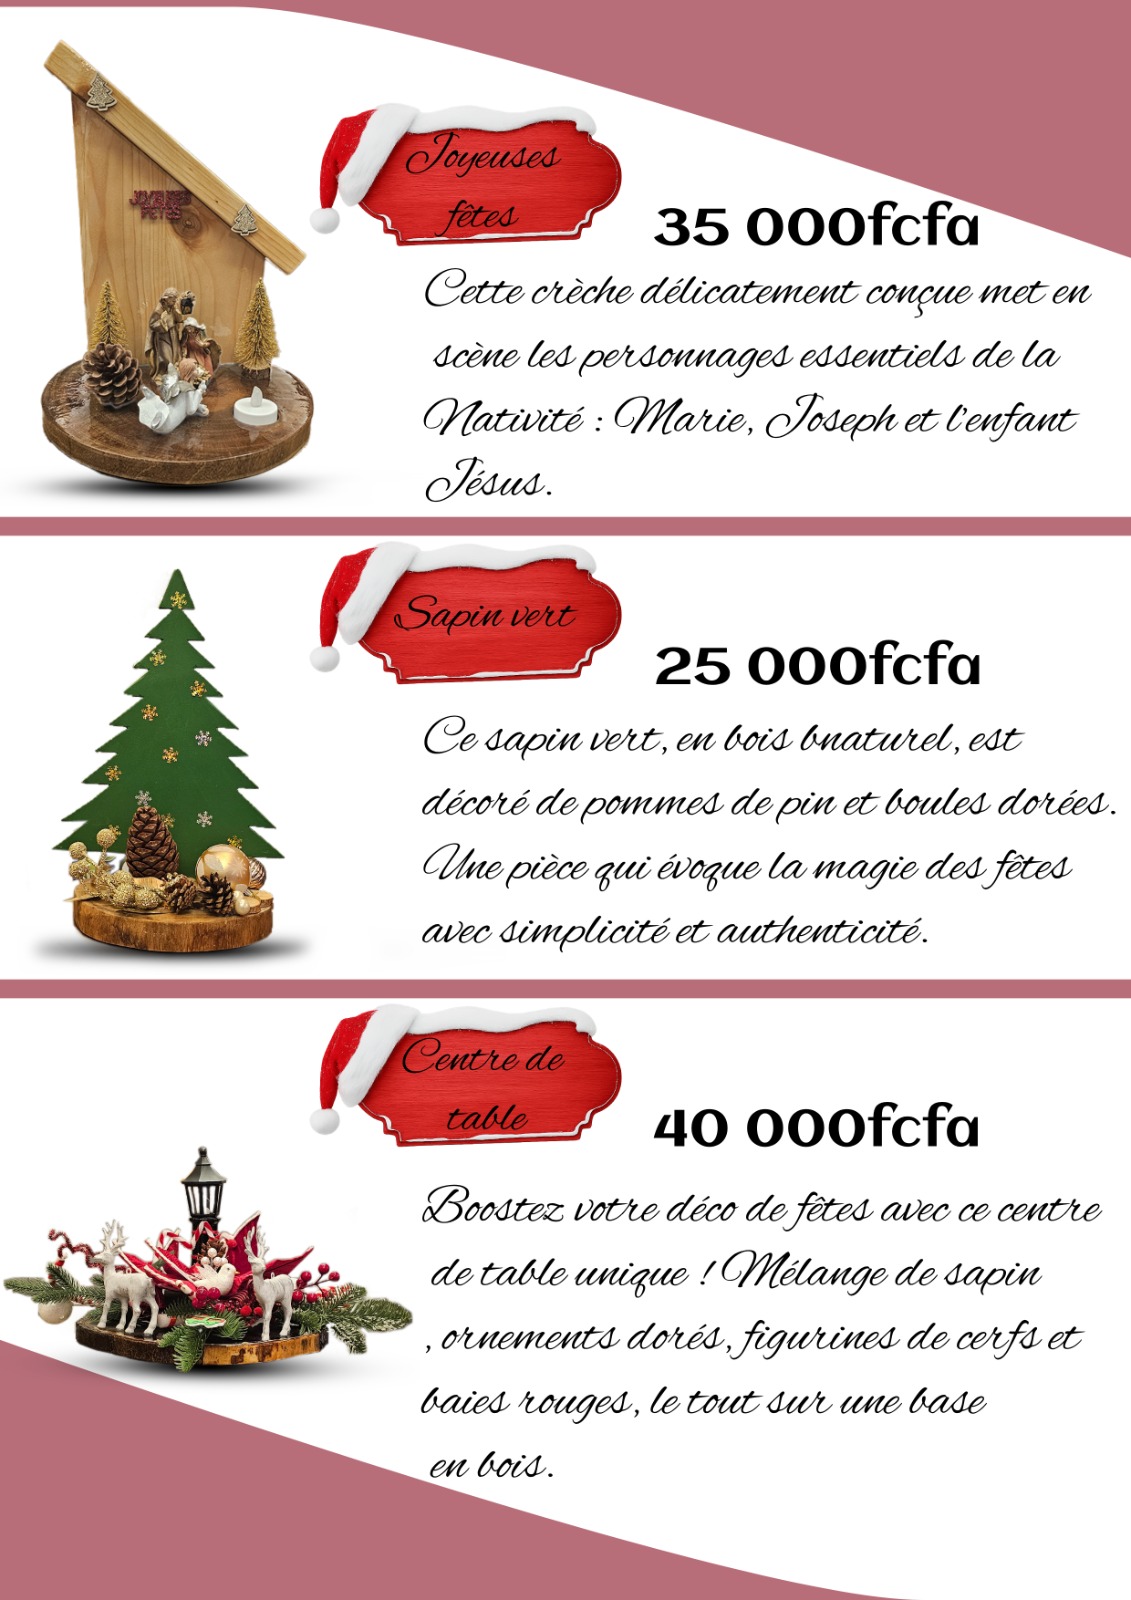 Joyeuses
fêtes
35 000fcfa
JOYEUSES
FETES
Cette crèche délicatement conçue met en
scène les personnages essentiels de la
Nativité : Marie, Joseph et l'enfant
Jésus.
Sapin vert
25 000fcfa
Ce sapin vert, en bois bnaturel, est
décoré de pommes de pin et boules dorées.
Une pièce qui évoque la magie des fêtes
avec simplicité et authenticité.
Centre de
table
40 000fcfa
Boostez votre déco de fêtes avec ce centre
de table unique ! Mélange de sapin
, ornements dorés, figurines de cerfs et
baies rouges, le tout sur une base
en bois.